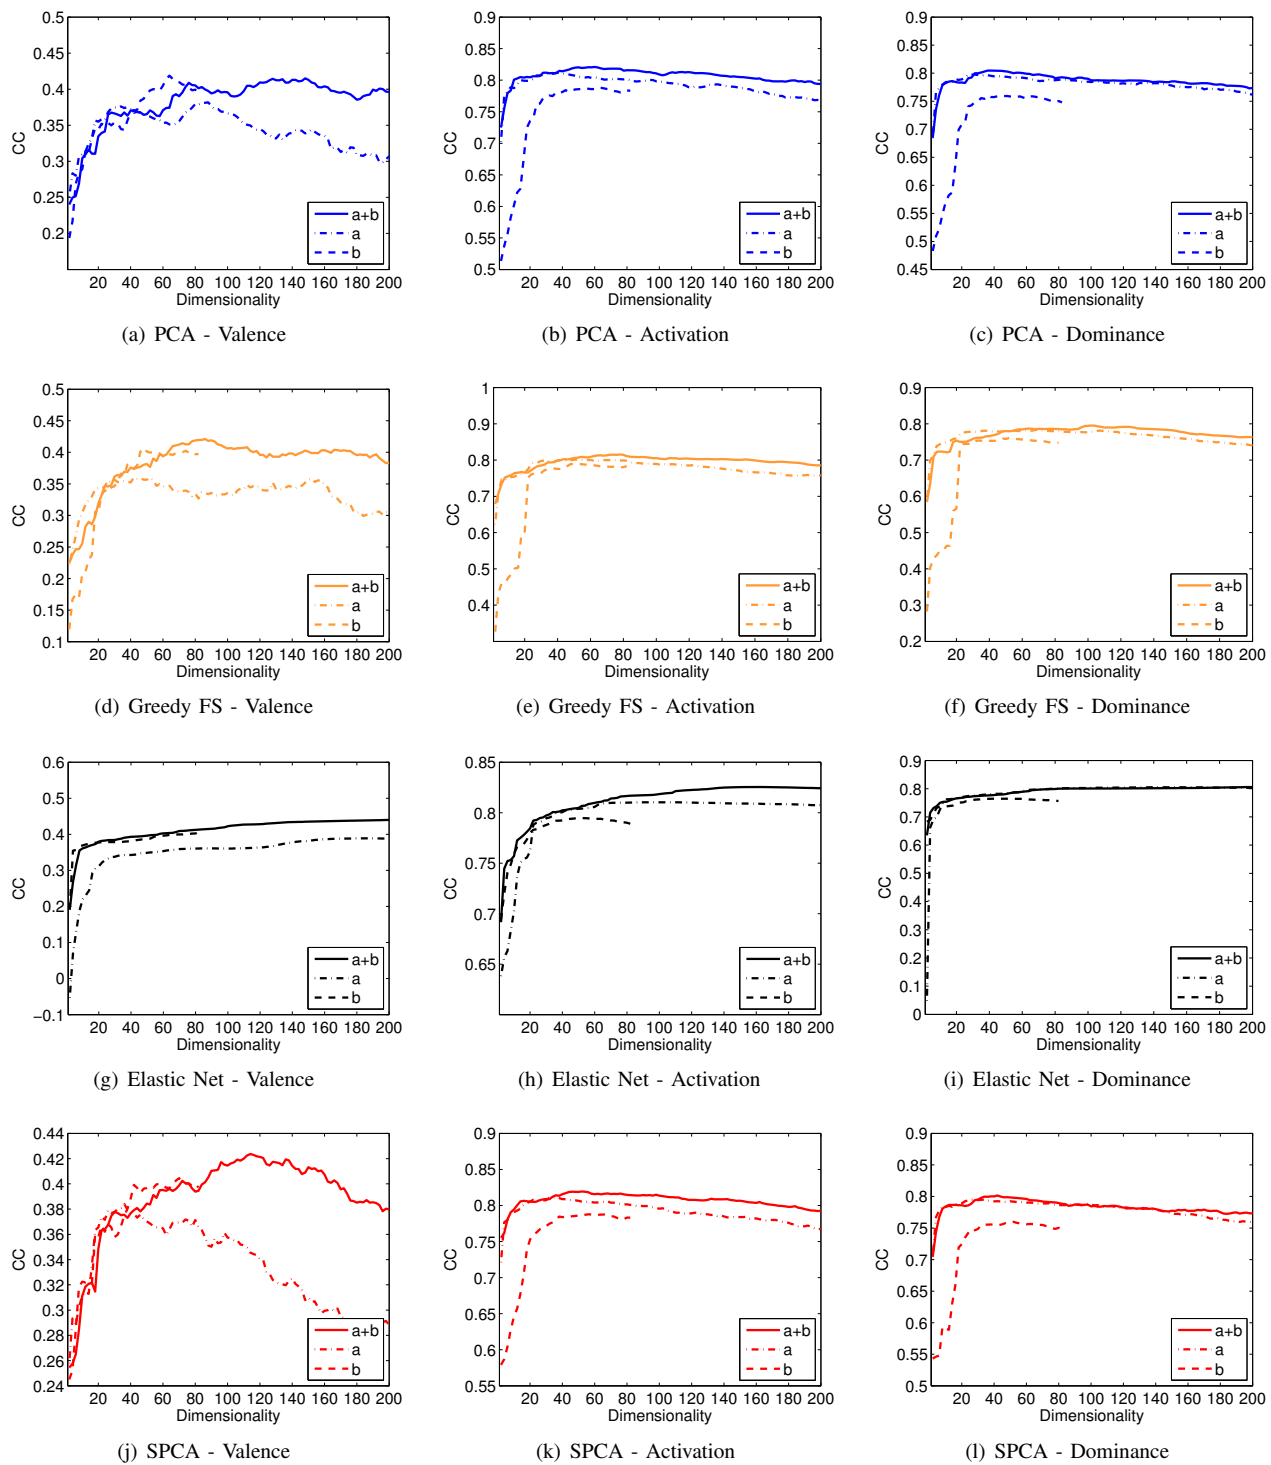 0.5
0.45
0.4
0.35
0.3
0.25
0.2
CC
a+b
a
b
20 40 60 80 100 120 140 160 180 200
Dimensionality
(a) PCA - Valence
0.9
0.85
0.8
0.75
0.7
0.65
0.6
0.55
0.5
CC
a+b
a
b
20 40 60 80 100 120 140 160 180 200
Dimensionality
(b) PCA - Activation
0.9
0.85
0.8
0.75
0.7
0.65
0.6
0.55
0.5
0.45
CC
a+b
a
b
20 40 60 80 100 120 140 160 180 200
Dimensionality
(c) PCA - Dominance
0.5
0.45
0.4
0.35
0.3
0.25
0.2
0.15
0.1
CC
a+b
a
b
20 40 60 80 100 120 140 160 180 200
Dimensionality
(d) Greedy FS - Valence
1
0.9
0.8
0.7
0.6
0.5
0.4
CC
a+b
a
b
20 40 60 80 100 120 140 160 180 200
Dimensionality
(e) Greedy FS - Activation
0.9
0.8
0.7
0.6
0.5
0.4
0.3
0.2
CC
a+b
a
b
20 40 60 80 100 120 140 160 180 200
Dimensionality
(f) Greedy FS - Dominance
0.6
0.5
0.4
0.3
0.2
0.1
0
−0.1
CC
a+b
a
b
20 40 60 80 100 120 140 160 180 200
Dimensionality
(g) Elastic Net - Valence
0.85
0.8
0.75
0.7
0.65
CC
a+b
a
b
20 40 60 80 100 120 140 160 180 200
Dimensionality
(h) Elastic Net - Activation
0.9
0.8
0.7
0.6
0.5
0.4
0.3
0.2
0.1
0
CC
a+b
a
b
20 40 60 80 100 120 140 160 180 200
Dimensionality
(i) Elastic Net - Dominance
0.44
0.42
0.4
0.38
0.36
0.34
0.32
0.3
0.28
0.26
0.24
CC
a+b
a
b
20 40 60 80 100 120 140 160 180 200
Dimensionality
(j) SPCA - Valence
0.9
0.85
0.8
0.75
0.7
0.65
0.6
0.55
CC
a+b
a
b
20 40 60 80 100 120 140 160 180 200
Dimensionality
(k) SPCA - Activation
0.9
0.85
0.8
0.75
0.7
0.65
0.6
0.55
0.5
CC
a+b
a
b
20 40 60 80 100 120 140 160 180 200
Dimensionality
(l) SPCA - Dominance